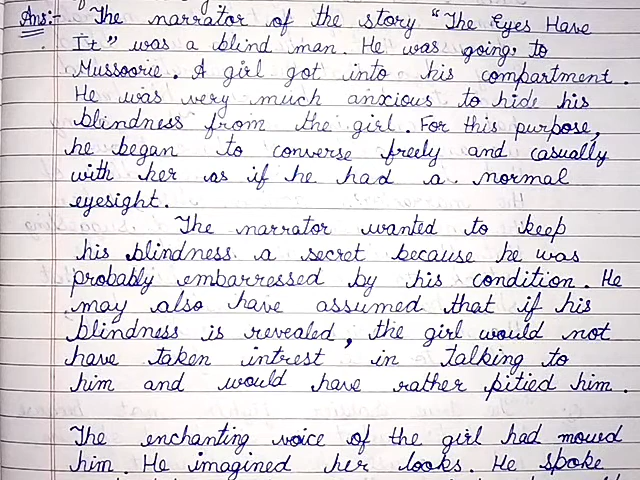 Ans:- The narrator of the story "The Eyes Have
It" was a blind man. He was going to
Mussoorie. A girl got into his compartment.
He was very much anxious to hide his
blindness from the girl. For this purpose,
he began to converse freely and casually
with her as if he had a normal
eyesight.
The narrator wanted to keep
his blindness a secret because he was
probably embarressed by his condition. He
may also have assumed that if his
blindness is revealed, the girl would not
have taken intrest in talking to
him and would have rather pitied him.
The enchanting voice of the girl had moved
him. He imagined her looks. He spoke